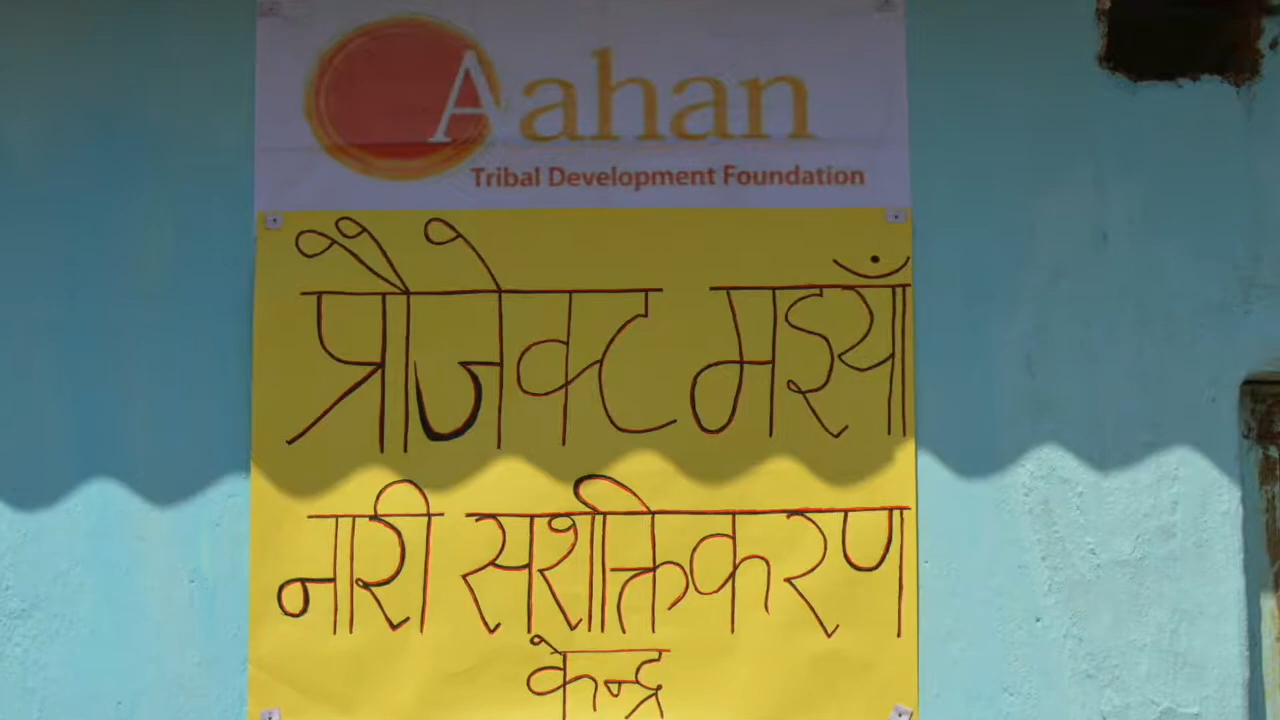 Aahan
Tribal Development Foundation
प्रौजेक्ट मइयाँ
नारी सशक्तिकरण
केन्द्र